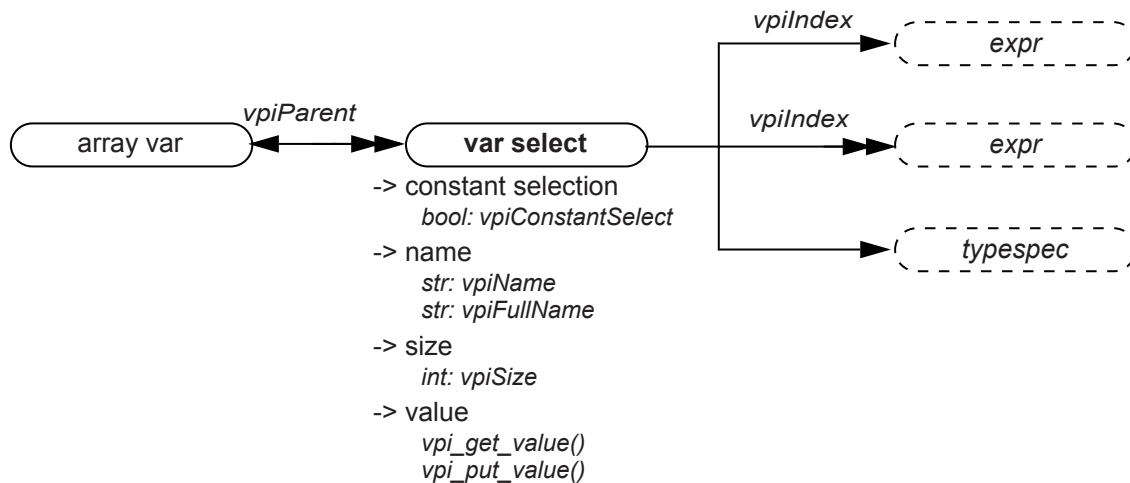 vpiIndex
expr
vpiParent
vpiIndex
array var
var select
expr
-> constant selection
bool: vpiConstantSelect
-> name
typespec
str: vpiName
str: vpiFullName
-> size
int: vpiSize
-> value
vpi_get_value()
vpi_put_value()